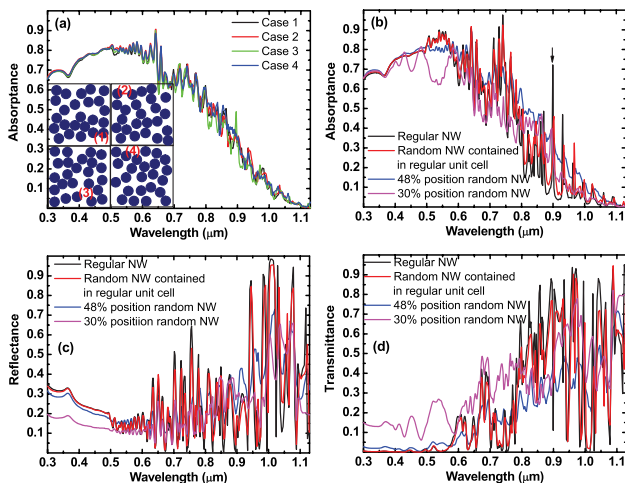 (a)
Case 1
Case 2
Case 3
Case 4
(1)
(2)
(3)
(4)
Absorptance
0.9
0.8
0.7
0.6
0.5
0.4
0.3
0.2
0.1
0.3 0.4 0.5 0.6 0.7 0.8 0.9 1.0 1.1
Wavelength (μm)
(b)
Regular NW
Random NW contained
in regular unit cell
48% position random NW
30% position random NW
Absorptance
0.9
0.8
0.7
0.6
0.5
0.4
0.3
0.2
0.1
0.3 0.4 0.5 0.6 0.7 0.8 0.9 1.0 1.1
Wavelength (μm)
Regular NW
Random NW contained
in regular unit cell
48% position random NW
30% position random NW
(c)
Reflectance
0.9
0.8
0.7
0.6
0.5
0.4
0.3
0.2
0.1
0.3 0.4 0.5 0.6 0.7 0.8 0.9 1.0 1.1
Wavelength (μm)
Regular NW
Random NW contained
in regular unit cell
48% position random NW
30% position random NW
(d)
Transmittance
0.9
0.8
0.7
0.6
0.5
0.4
0.3
0.2
0.1
0.3 0.4 0.5 0.6 0.7 0.8 0.9 1.0 1.1
Wavelength (μm)